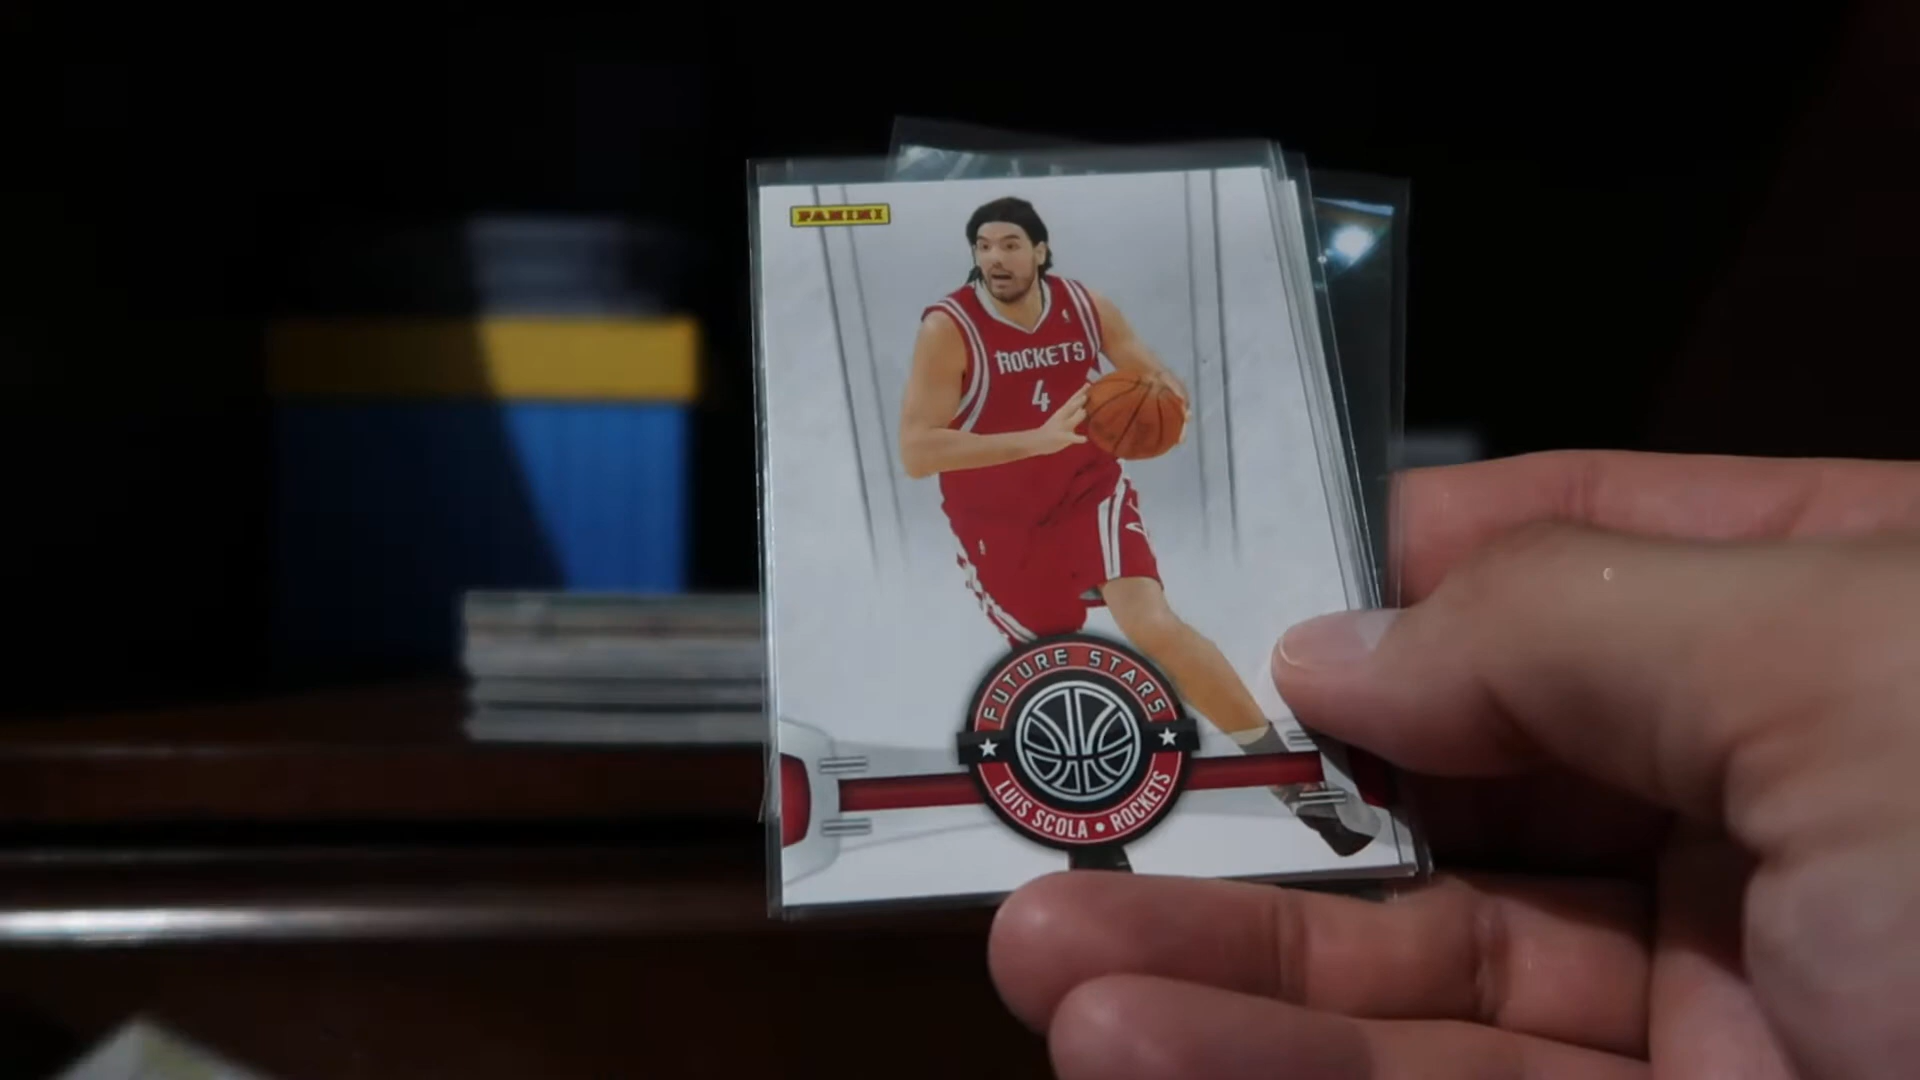 PANINI
ROCKETS
4
FUTURE STARS
LUIS SCOLA • ROCKETS